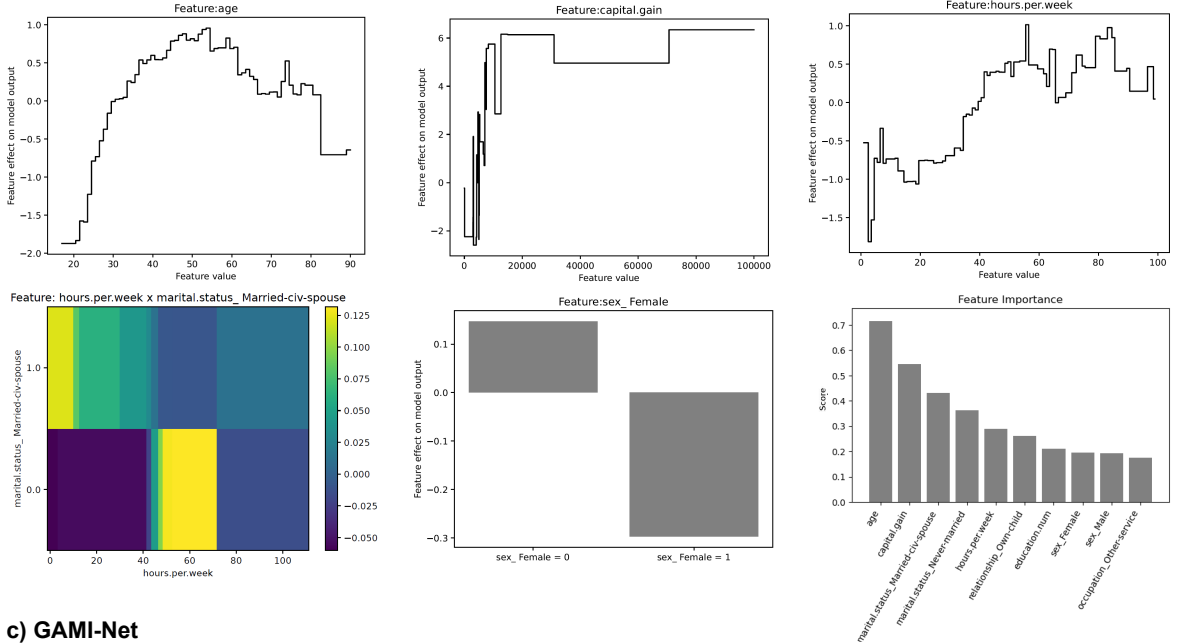 Feature:age
Feature effect on model output
1.0
0.5
0.0
−0.5
−1.0
−1.5
−2.0
20
30
40
50
60
70
80
90
Feature value
Feature:capital.gain
Feature effect on model output
6
4
2
0
−2
0
20000
40000
60000
80000
100000
Feature value
Feature:hours.per.week
Feature effect on model output
1.0
0.5
0.0
−0.5
−1.0
−1.5
0
20
40
60
80
100
Feature value
Feature: hours.per.week x marital.status_ Married-civ-spouse
marital.status_ Married-civ-spouse
1.0
0.0
0
20
40
60
80
100
hours.per.week
0.125
0.100
0.075
0.050
0.025
0.000
−0.025
−0.050
Feature:sex_ Female
Feature effect on model output
0.1
0.0
−0.1
−0.2
−0.3
sex_ Female = 0
sex_ Female = 1
Feature Importance
Score
0.7
0.6
0.5
0.4
0.3
0.2
0.1
0.0
age
capital.gain
marital.status_Married-civ-spouse
marital.status_Never-married
hours.per.week
relationship_Own-child
education.num
sex_Female
sex_Male
occupation_Other-service
c) GAMI-Net